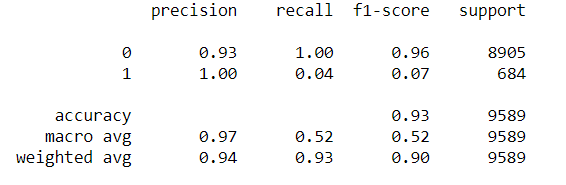 precision recall f1-score support
0 0.93 1.00 0.96 8905
1 1.00 0.04 0.07 684
accuracy 0.93 9589
macro avg 0.97 0.52 0.52 9589
weighted avg 0.94 0.93 0.90 9589